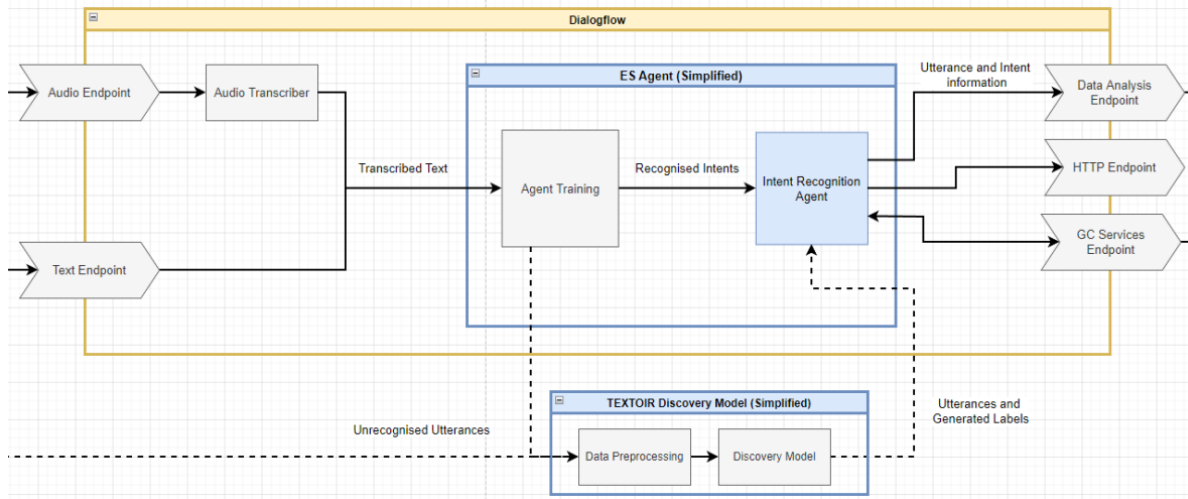 Dialogflow
ES Agent (Simplified)
Utterance and Intent
information
Audio Endpoint
Audio Transcriber
Data Analysis
Endpoint
Transcribed Text
Agent Training
Recognised Intents
Intent Recognition
Agent
HTTP Endpoint
Text Endpoint
GC Services
Endpoint
TEXTOIR Discovery Model (Simplified)
Utterances and
Generated Labels
Unrecognised Utterances
Data Preprocessing
Discovery Model